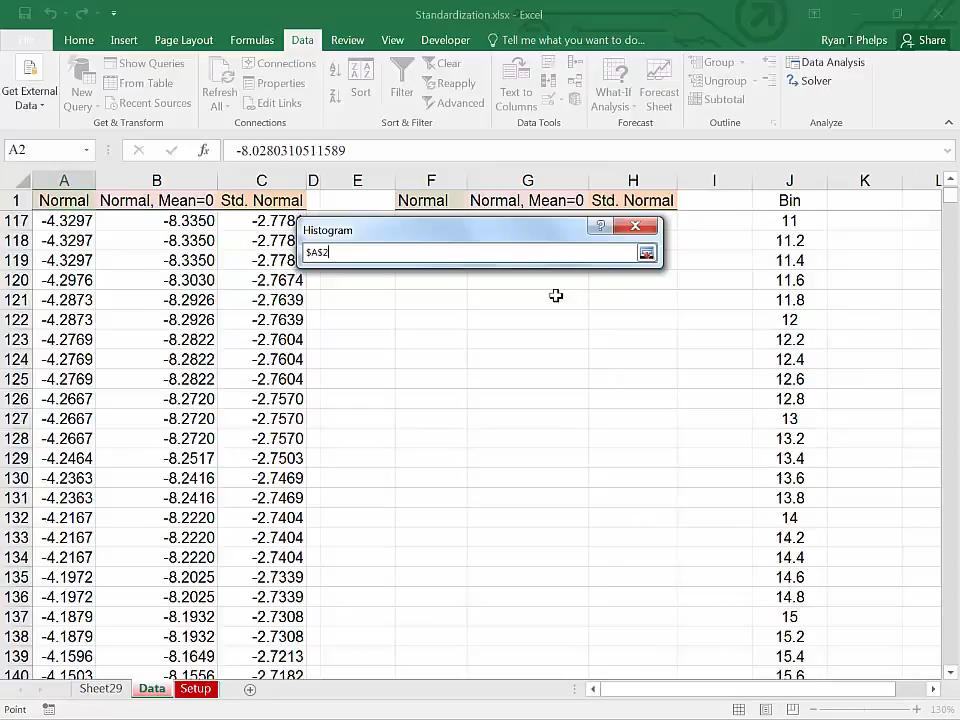 Standardization.xlsx - Excel
File Home Insert Page Layout Formulas Data Review View Developer Tell me what you want to do... Ryan T Phelps Share
Get External Data
New Query
Show Queries
From Table
Recent Sources
Get & Transform
Refresh All
Connections
Properties
Edit Links
Connections
Sort
Filter
Clear
Reapply
Advanced
Sort & Filter
Text to Columns
Data Tools
What-If Analysis
Forecast Sheet
Forecast
Group
Ungroup
Subtotal
Outline
Data Analysis
Solver
Analyze
A2 fx -8.0280310511589
A B C D E F G H I J K L
1 Normal Normal, Mean=0 Std. Normal Normal Normal, Mean=0 Std. Normal Bin
Histogram
$A$2
117 -4.3297 -8.3350 -2.7781 11
118 -4.3297 -8.3350 11.2
119 -4.3297 -8.3350 11.4
120 -4.2976 -8.3030 -2.7674 11.6
121 -4.2873 -8.2926 -2.7639 11.8
122 -4.2873 -8.2926 -2.7639 12
123 -4.2769 -8.2822 -2.7604 12.2
124 -4.2769 -8.2822 -2.7604 12.4
125 -4.2769 -8.2822 -2.7604 12.6
126 -4.2667 -8.2720 -2.7570 12.8
127 -4.2667 -8.2720 -2.7570 13
128 -4.2667 -8.2720 -2.7570 13.2
129 -4.2464 -8.2517 -2.7503 13.4
130 -4.2363 -8.2416 -2.7469 13.6
131 -4.2363 -8.2416 -2.7469 13.8
132 -4.2167 -8.2220 -2.7404 14
133 -4.2167 -8.2220 -2.7404 14.2
134 -4.2167 -8.2220 -2.7404 14.4
135 -4.1972 -8.2025 -2.7339 14.6
136 -4.1972 -8.2025 -2.7339 14.8
137 -4.1879 -8.1932 -2.7308 15
138 -4.1879 -8.1932 -2.7308 15.2
139 -4.1596 -8.1649 -2.7213 15.4
140 -4.1503 -8.1556 -2.7182 15.6
Sheet29 Data Setup
Point 130%